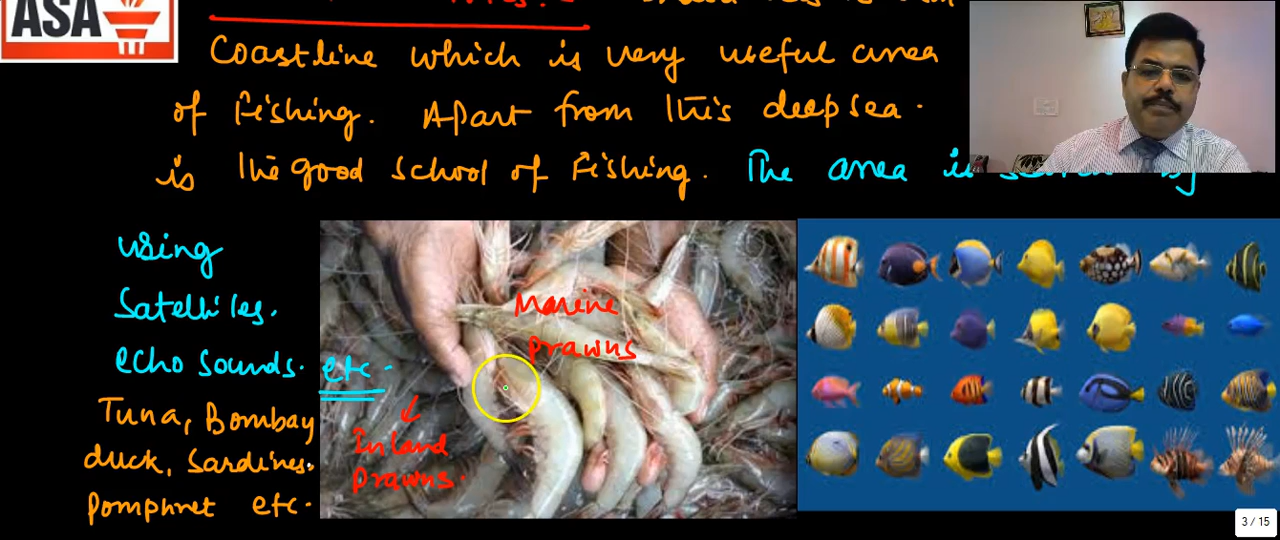 ASA
Coastline which is very useful area
of Fishing. Apart from this deep sea.
is the good school of Fishing. The area is
using
Satellites.
echo sounds. etc.
Tuna, Bombay
duck, Sardines.
Pomphret etc.
Marine
prawns
Inland
prawns.
3 / 15